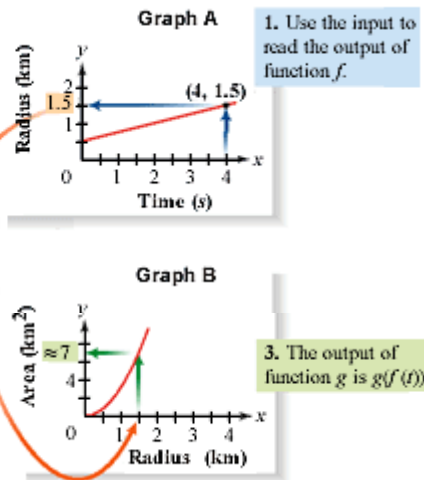 Graph A
1. Use the input to
read the output of
function f.
y
Radius (km)
2
1.5
1
(4, 1.5)
0 1 2 3 4 x
Time (s)
Graph B
y
Area (km²)
≈7
4
3. The output of
function g is g(f(t))
0 1 2 3 4 x
Radius (km)